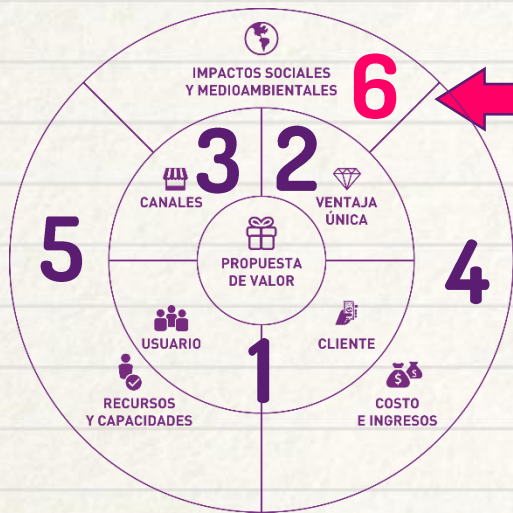 IMPACTOS SOCIALES
Y MEDIOAMBIENTALES
6
3
2
CANALES
VENTAJA
ÚNICA
5
PROPUESTA
DE VALOR
4
USUARIO
1
CLIENTE
RECURSOS
Y CAPACIDADES
COSTO
E INGRESOS